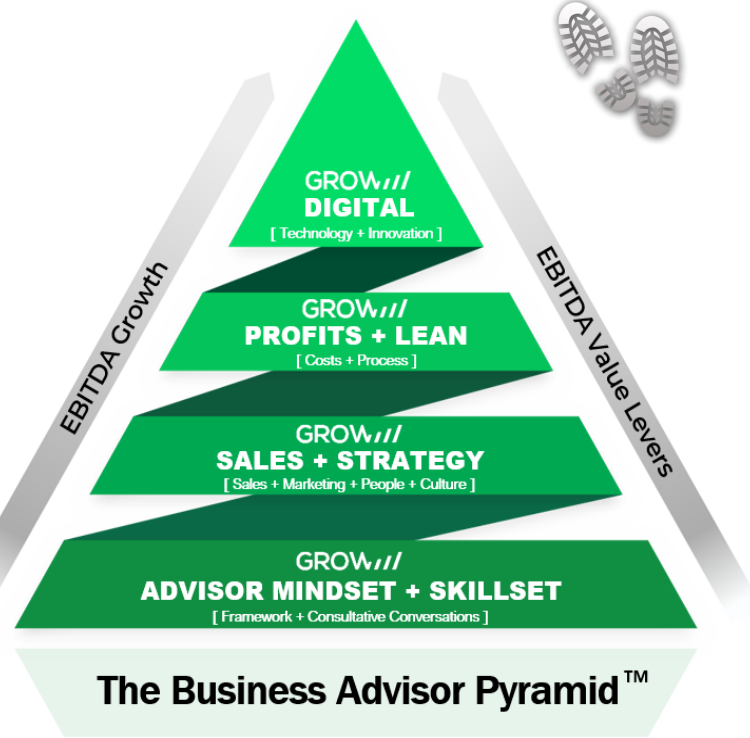 GROW
DIGITAL
[ Technology + Innovation ]
GROW
PROFITS + LEAN
[ Costs + Process ]
GROW
SALES + STRATEGY
[ Sales + Marketing + People + Culture ]
GROW
ADVISOR MINDSET + SKILLSET
[ Framework + Consultative Conversations ]
EBITDA Growth
EBITDA Value Levers
The Business Advisor Pyramid™